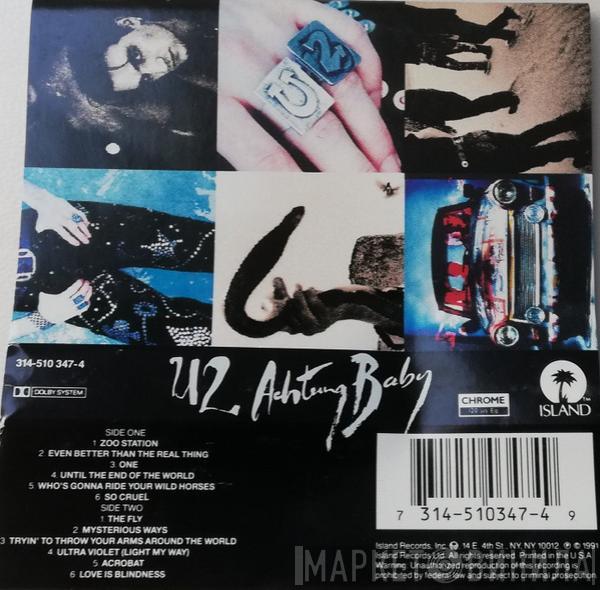 U 2
314-510 347-4
U2 Achtung Baby
DOLBY SYSTEM
CHROME
120 µs Eq
ISLAND™
SIDE ONE
1 ZOO STATION
2. EVEN BETTER THAN THE REAL THING
3. ONE
4 UNTIL THE END OF THE WORLD
5 WHO'S GONNA RIDE YOUR WILD HORSES
6 SO CRUEL
SIDE TWO
1 THE FLY
2 MYSTERIOUS WAYS
3 TRYIN' TO THROW YOUR ARMS AROUND THE WORLD
4 ULTRA VIOLET (LIGHT MY WAY)
5 ACROBAT
6 LOVE IS BLINDNESS
7 314-510347-4 9
Island Records, Inc. 14 E. 4th St., NY, NY 10012 ℗ © 1991
Island Records Ltd. All rights reserved. Printed in the U.S.A.
Warning: Unauthorized reproduction of this recording is
prohibited by federal law and subject to criminal prosecution.